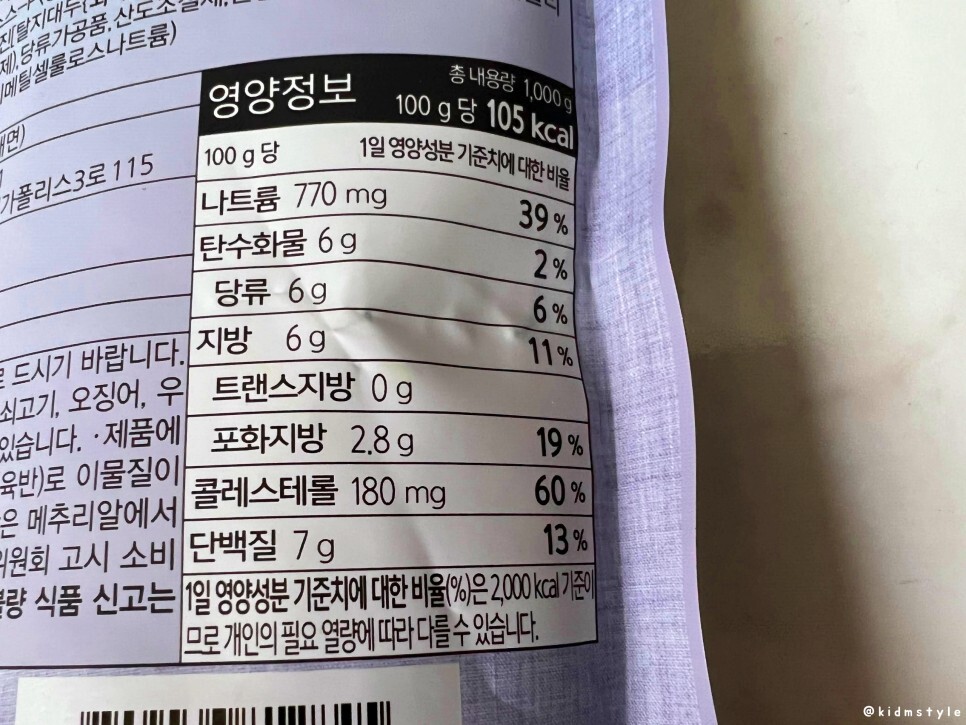 탈지대두
당류가공품, 산도조절제,
메틸셀룰로스나트륨)
가폴리스3로 115
드시기 바랍니다.
쇠고기, 오징어, 우
있습니다. ·제품에
육반)로 이물질이
은 메추리알에서
위원회 고시 소비
량 식품 신고는
영양정보
총 내용량 1,000 g
100 g 당 105 kcal
100 g 당 1일 영양성분 기준치에 대한 비율
나트륨 770 mg 39 %
탄수화물 6 g 2 %
당류 6 g 6 %
지방 6 g 11 %
트랜스지방 0 g
포화지방 2.8 g 19 %
콜레스테롤 180 mg 60 %
단백질 7 g 13 %
1일 영양성분 기준치에 대한 비율(%)은 2,000 kcal 기준이
므로 개인의 필요 열량에 따라 다를 수 있습니다.
@kidmstyle